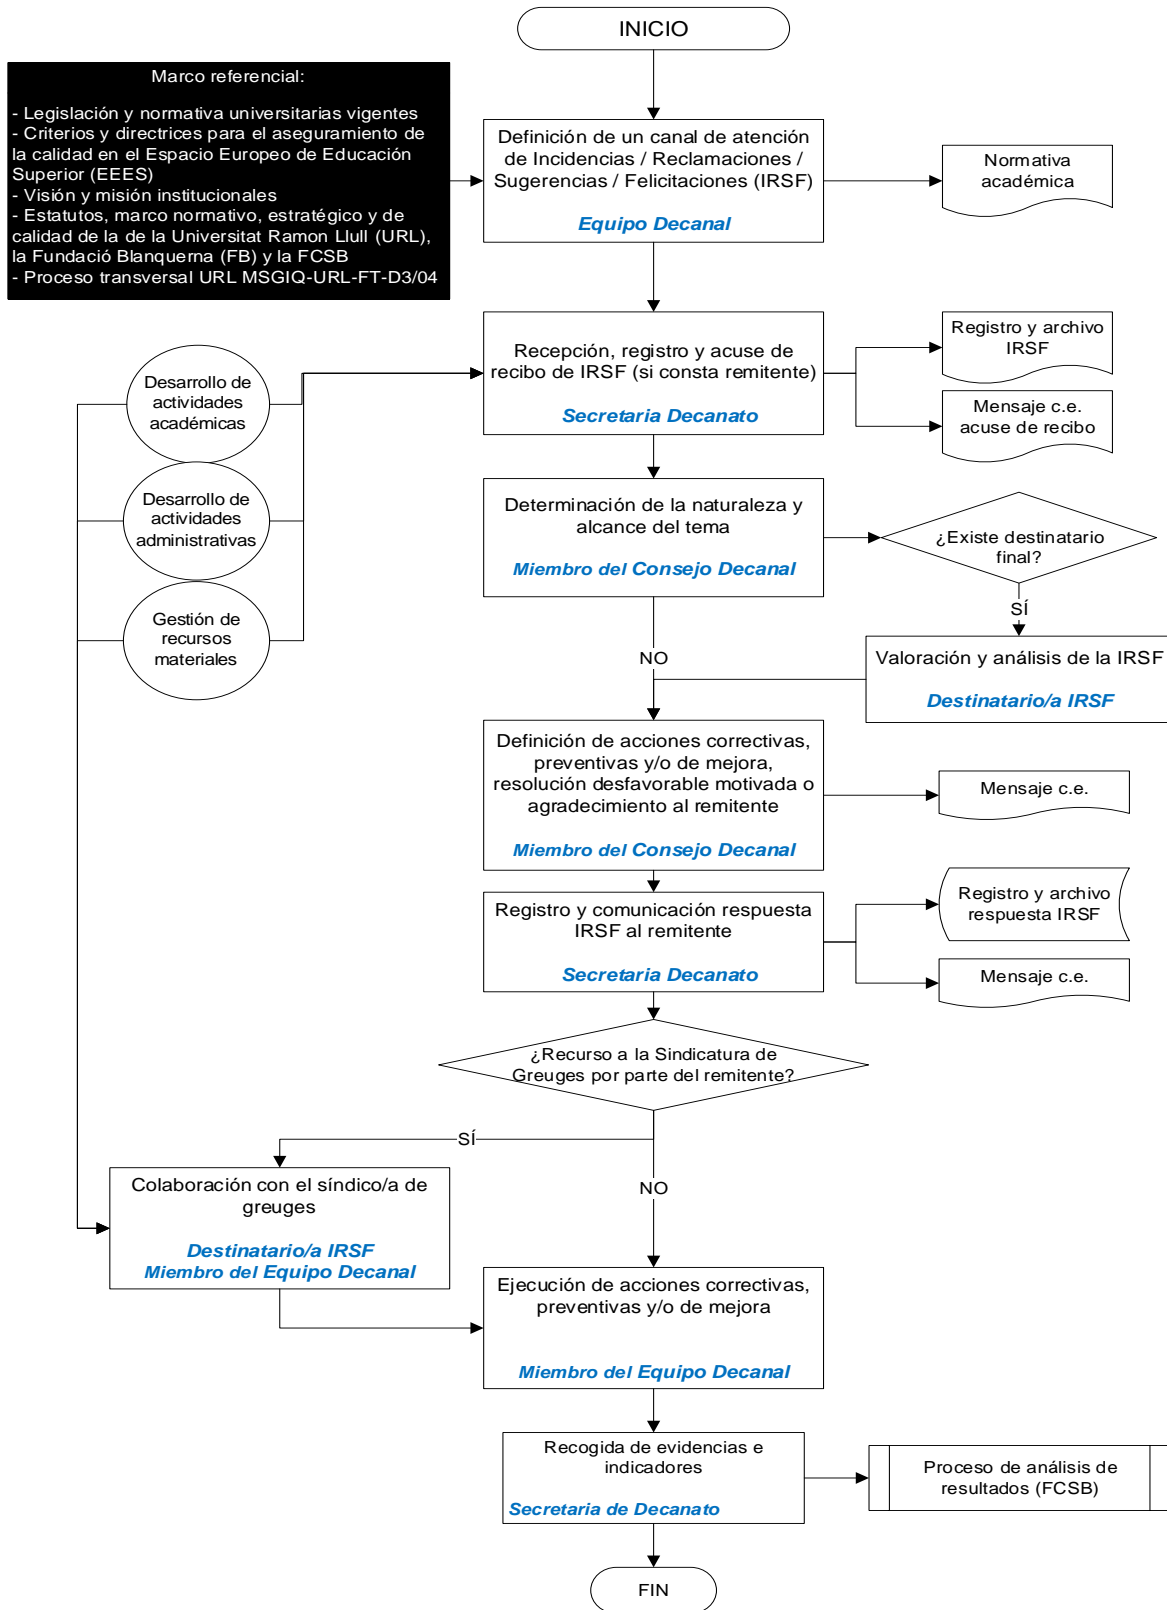 INICIO
Marco referencial:
- Legislación y normativa universitarias vigentes
- Criterios y directrices para el aseguramiento de
la calidad en el Espacio Europeo de Educación
Superior (EEES)
- Visión y misión institucionales
- Estatutos, marco normativo, estratégico y de
calidad de la de la Universitat Ramon Llull (URL),
la Fundació Blanquerna (FB) y la FCSB
- Proceso transversal URL MSGIQ-URL-FT-D3/04
Definición de un canal de atención
de Incidencias / Reclamaciones /
Sugerencias / Felicitaciones (IRSF)
Equipo Decanal
Normativa
académica
Recepción, registro y acuse de
recibo de IRSF (si consta remitente)
Secretaria Decanato
Registro y archivo
IRSF
Mensaje c.e.
acuse de recibo
Desarrollo de
actividades
académicas
Desarrollo de
actividades
administrativas
Gestión de
recursos
materiales
Determinación de la naturaleza y
alcance del tema
Miembro del Consejo Decanal
¿Existe destinatario
final?
SÍ
NO
Valoración y análisis de la IRSF
Destinatario/a IRSF
Definición de acciones correctivas,
preventivas y/o de mejora,
resolución desfavorable motivada o
agradecimiento al remitente
Miembro del Consejo Decanal
Mensaje c.e.
Registro y comunicación respuesta
IRSF al remitente
Secretaria Decanato
Registro y archivo
respuesta IRSF
Mensaje c.e.
¿Recurso a la Sindicatura de
Greuges por parte del remitente?
SÍ
NO
Colaboración con el síndico/a de
greuges
Destinatario/a IRSF
Miembro del Equipo Decanal
Ejecución de acciones correctivas,
preventivas y/o de mejora
Miembro del Equipo Decanal
Recogida de evidencias e
indicadores
Secretaria de Decanato
Proceso de análisis de
resultados (FCSB)
FIN